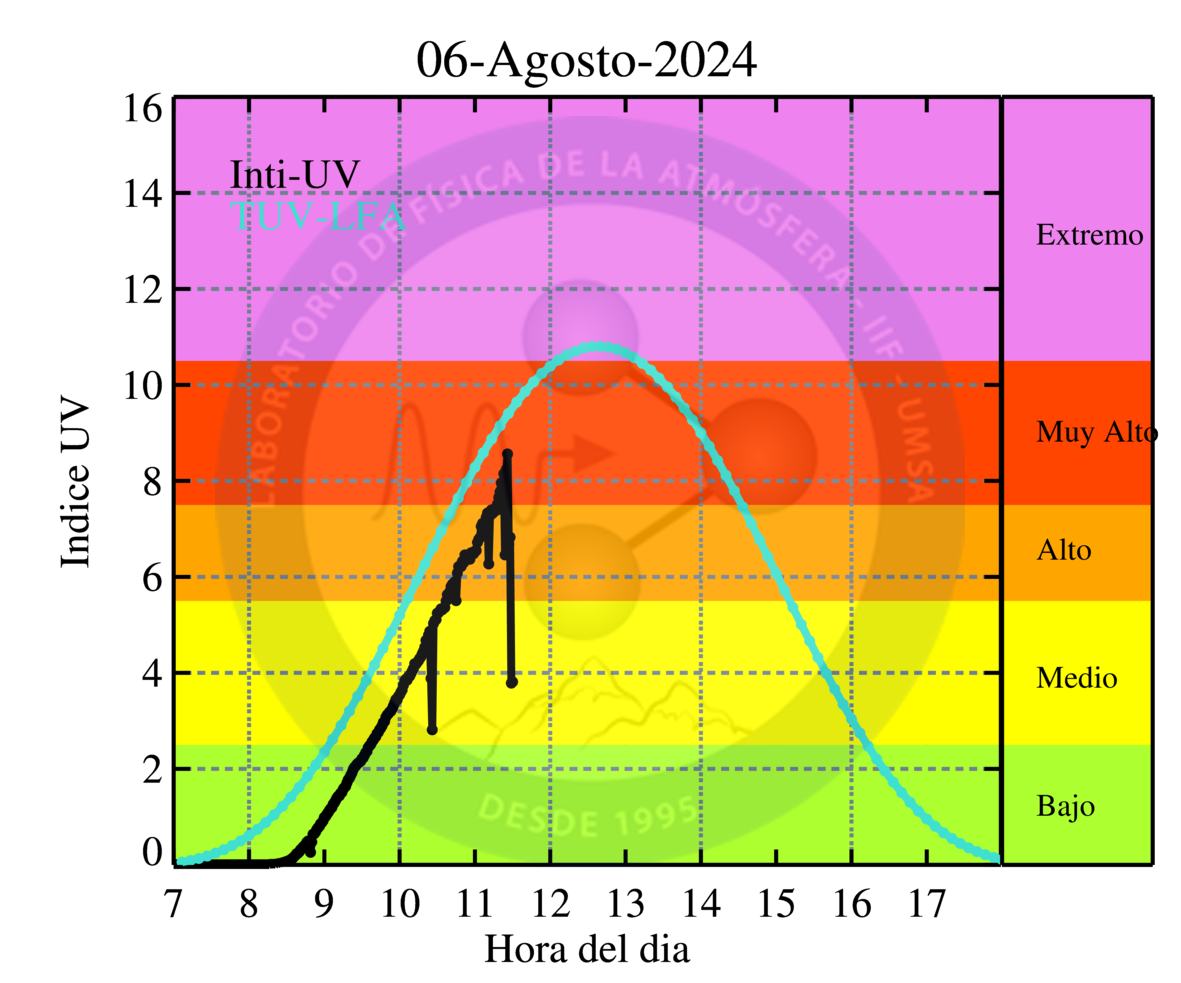 06-Agosto-2024
16
14
12
10
8
6
4
2
0
Indice UV
Inti-UV
TUV-LFA
LABORATORIO DE FÍSICA DE LA ATMÓSFERA - IIF - UMSA
DESDE 1995
Extremo
Muy Alto
Alto
Medio
Bajo
7 8 9 10 11 12 13 14 15 16 17
Hora del dia